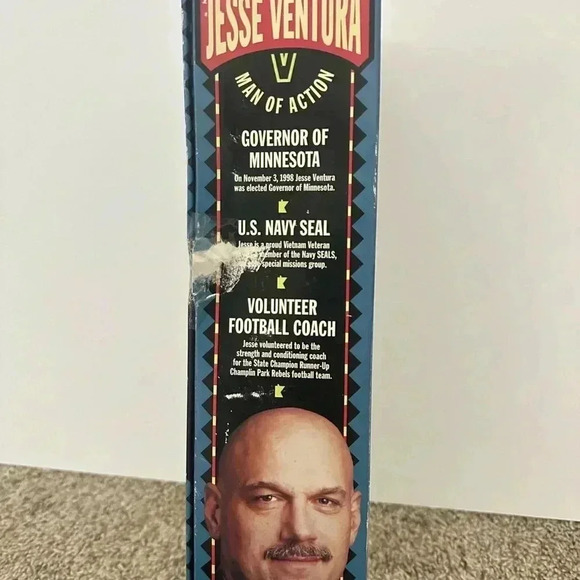 JESSE VENTURA
V
MAN OF ACTION
GOVERNOR OF
MINNESOTA
On November 3, 1998 Jesse Ventura
was elected Governor of Minnesota.
U.S. NAVY SEAL
Jesse is a proud Vietnam Veteran
member of the Navy SEALS,
special missions group.
VOLUNTEER
FOOTBALL COACH
Jesse volunteered to be the
strength and conditioning coach
for the State Champion Runner-Up
Champlin Park Rebels football team.